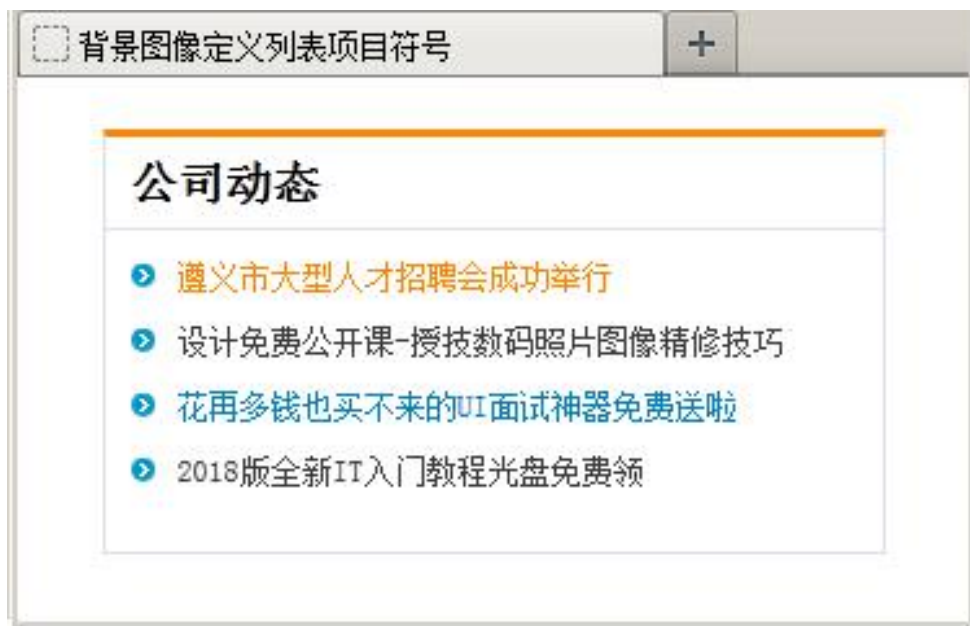 背景图像定义列表项目符号
公司动态
遵义市大型人才招聘会成功举行
设计免费公开课-授技数码照片图像精修技巧
花再多钱也买不来的UI面试神器免费送啦
2018版全新IT入门教程光盘免费领